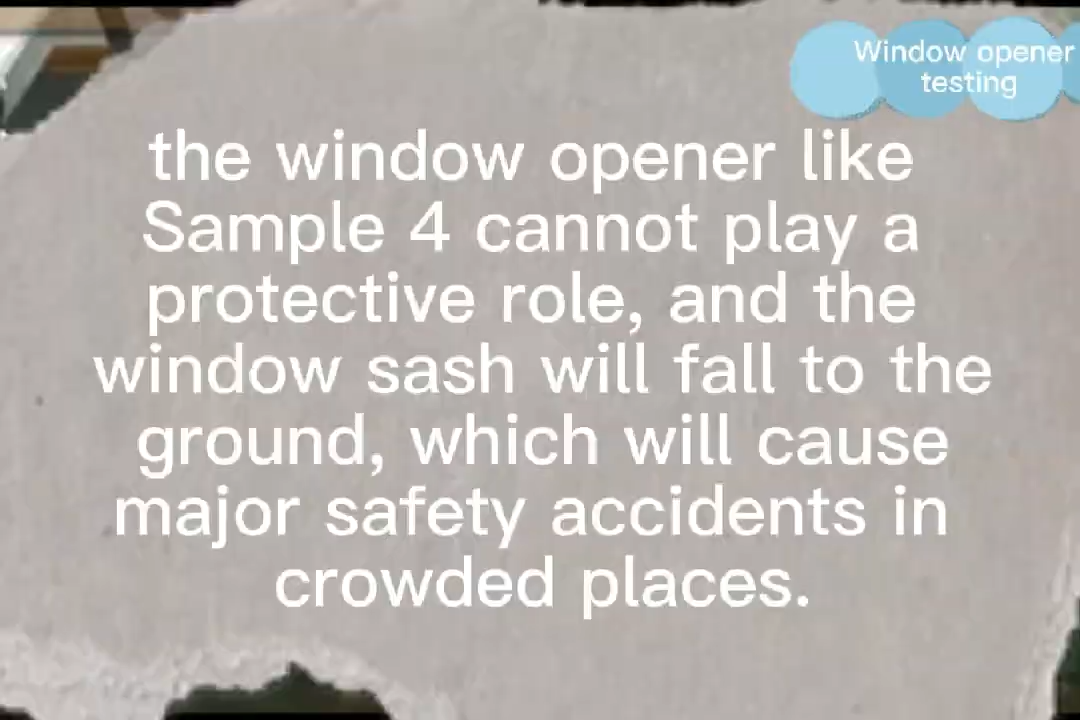 Window opener
testing
the window opener like
Sample 4 cannot play a
protective role, and the
window sash will fall to the
ground, which will cause
major safety accidents in
crowded places.